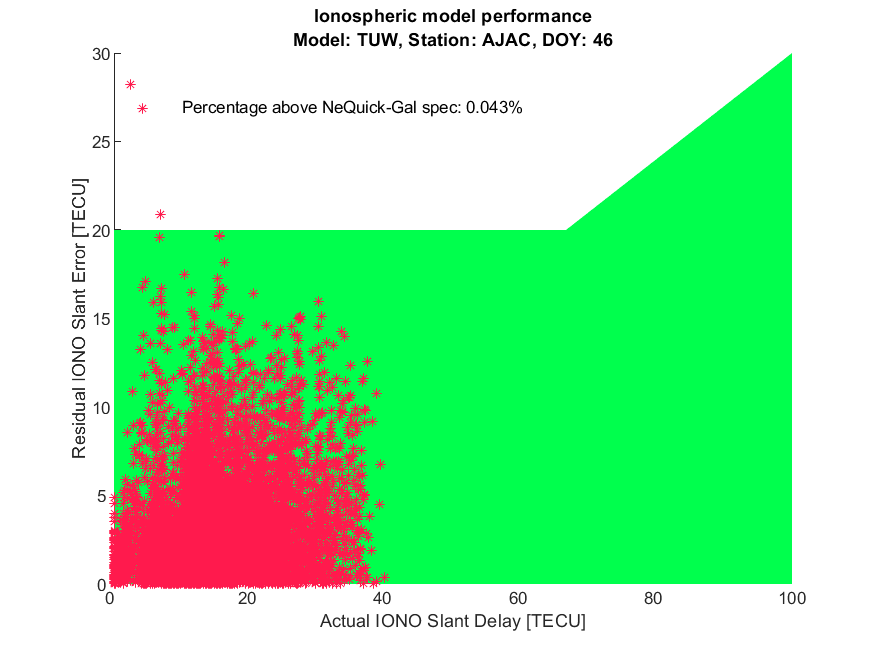 Ionospheric model performance
Model: TUW, Station: AJAC, DOY: 46
30
Percentage above NeQuick-Gal spec: 0.043%
25
20
15
10
5
0
Residual IONO Slant Error [TECU]
0 20 40 60 80 100
Actual IONO Slant Delay [TECU]